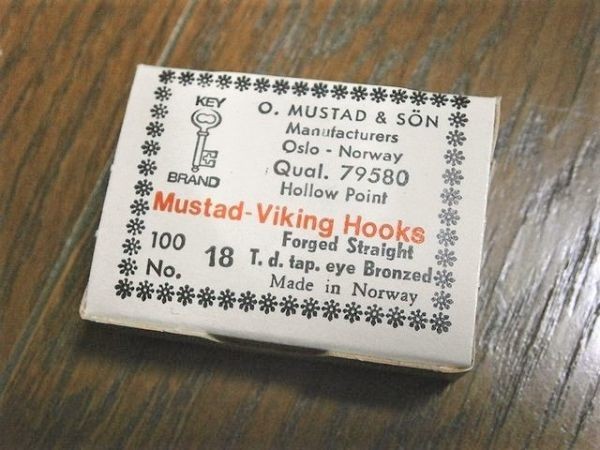 KEY
BRAND
O. MUSTAD & SÖN
Manufacturers
Oslo - Norway
Qual. 79580
Hollow Point
Mustad-Viking Hooks
100
No. 18
Forged Straight
T. d. tap. eye Bronzed
Made in Norway